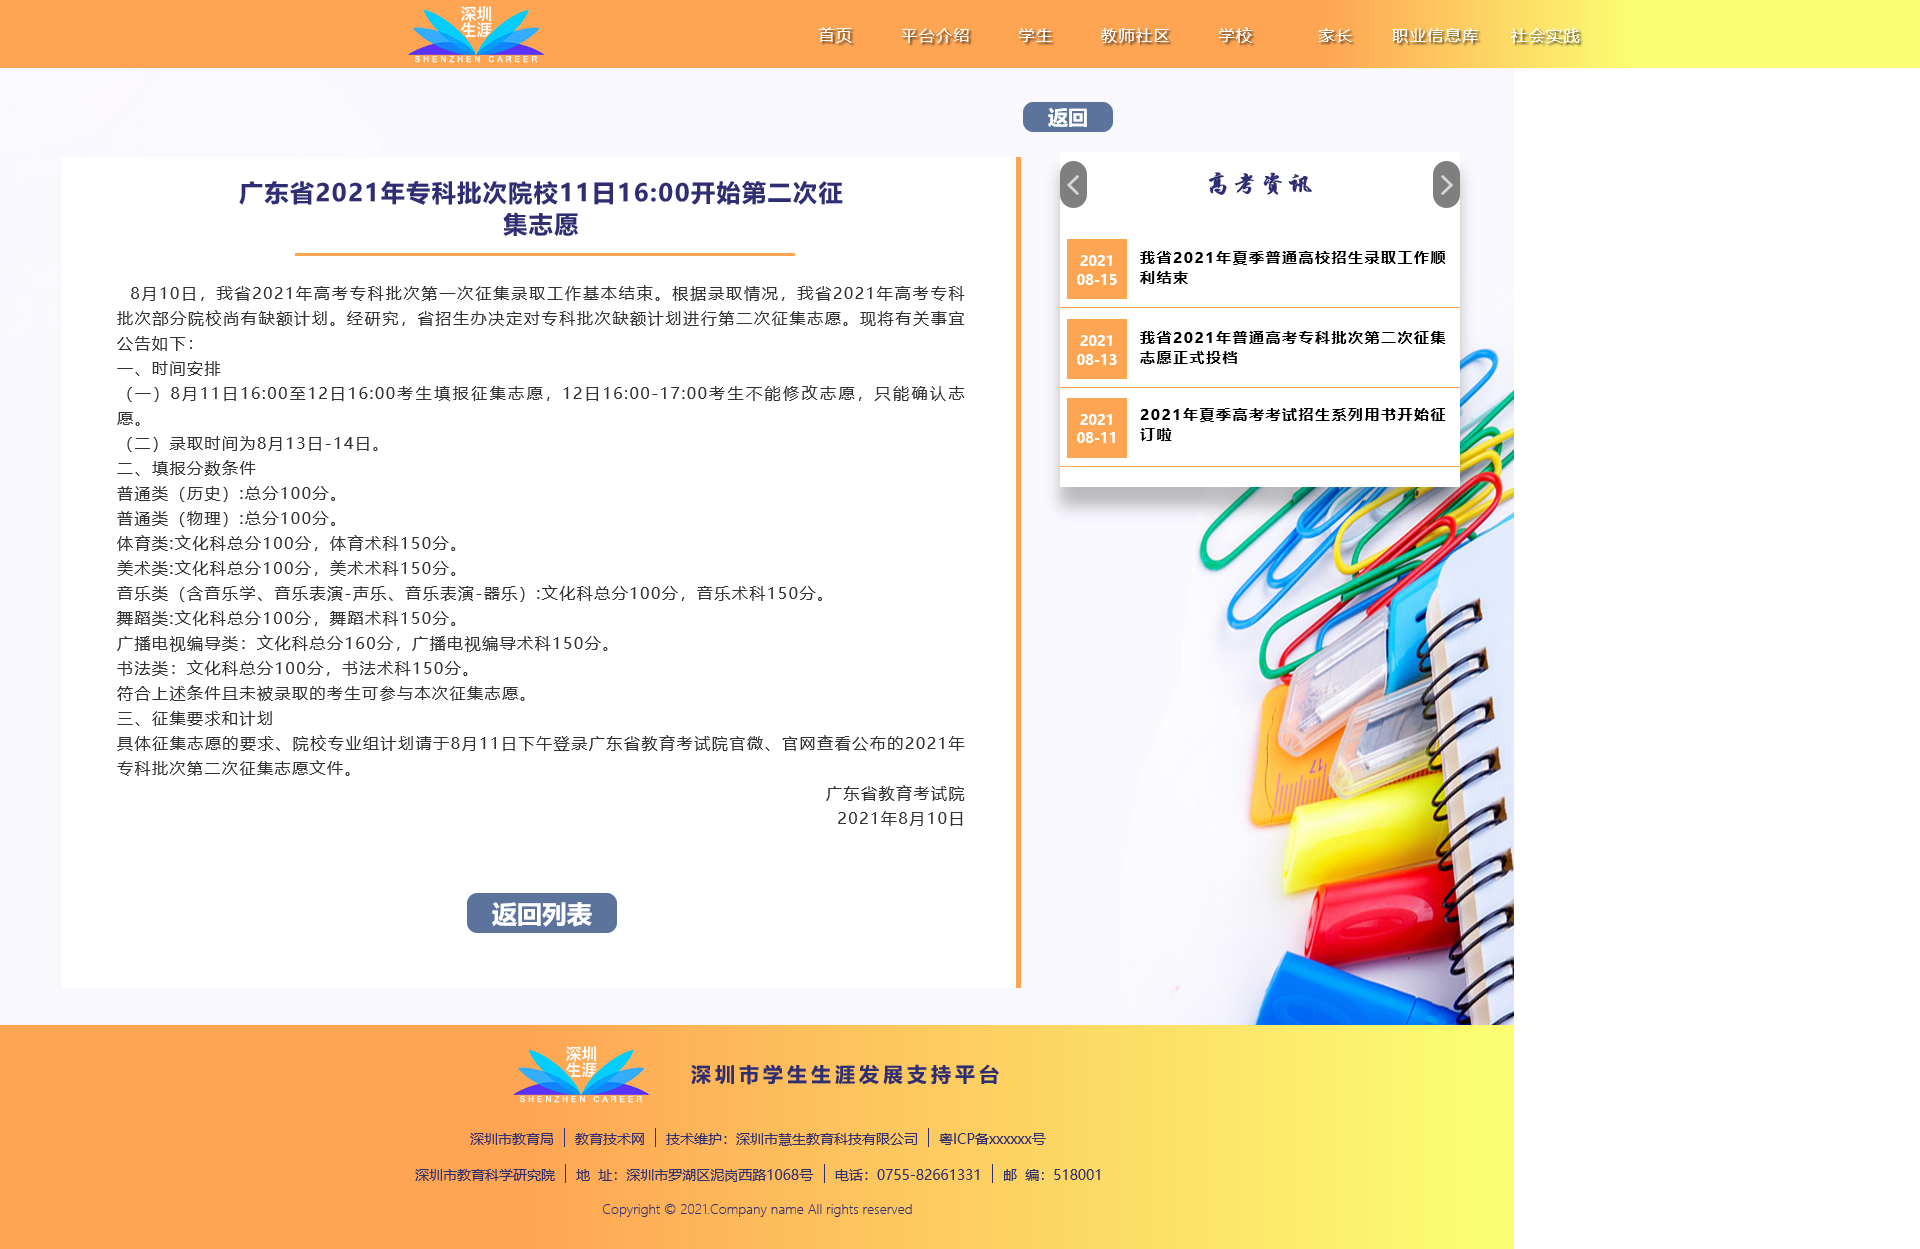 深圳
生涯
SHENZHEN CAREER
首页 平台介绍 学生 教师社区 学校 家长 职业信息库 社会实践
返回
广东省2021年专科批次院校11日16:00开始第二次征
集志愿
8月10日，我省2021年高考专科批次第一次征集录取工作基本结束。根据录取情况，我省2021年高考专科
批次部分院校尚有缺额计划。经研究，省招生办决定对专科批次缺额计划进行第二次征集志愿。现将有关事宜
公告如下：
一、时间安排
（一）8月11日16:00至12日16:00考生填报征集志愿，12日16:00-17:00考生不能修改志愿，只能确认志
愿。
（二）录取时间为8月13日-14日。
二、填报分数条件
普通类（历史）:总分100分。
普通类（物理）:总分100分。
体育类:文化科总分100分，体育术科150分。
美术类:文化科总分100分，美术术科150分。
音乐类（含音乐学、音乐表演-声乐、音乐表演-器乐）:文化科总分100分，音乐术科150分。
舞蹈类:文化科总分100分，舞蹈术科150分。
广播电视编导类：文化科总分160分，广播电视编导术科150分。
书法类：文化科总分100分，书法术科150分。
符合上述条件且未被录取的考生可参与本次征集志愿。
三、征集要求和计划
具体征集志愿的要求、院校专业组计划请于8月11日下午登录广东省教育考试院官微、官网查看公布的2021年
专科批次第二次征集志愿文件。
广东省教育考试院
2021年8月10日
返回列表
高考资讯
2021
08-15
我省2021年夏季普通高校招生录取工作顺
利结束
2021
08-13
我省2021年普通高考专科批次第二次征集
志愿正式投档
2021
08-11
2021年夏季高考考试招生系列用书开始征
订啦
17
深圳
生涯
SHENZHEN CAREER
深圳市学生生涯发展支持平台
深圳市教育局 教育技术网 技术维护：深圳市慧生教育科技有限公司 粤ICP备xxxxxx号
深圳市教育科学研究院 地 址：深圳市罗湖区泥岗西路1068号 电话：0755-82661331 邮 编：518001
Copyright © 2021.Company name All rights reserved